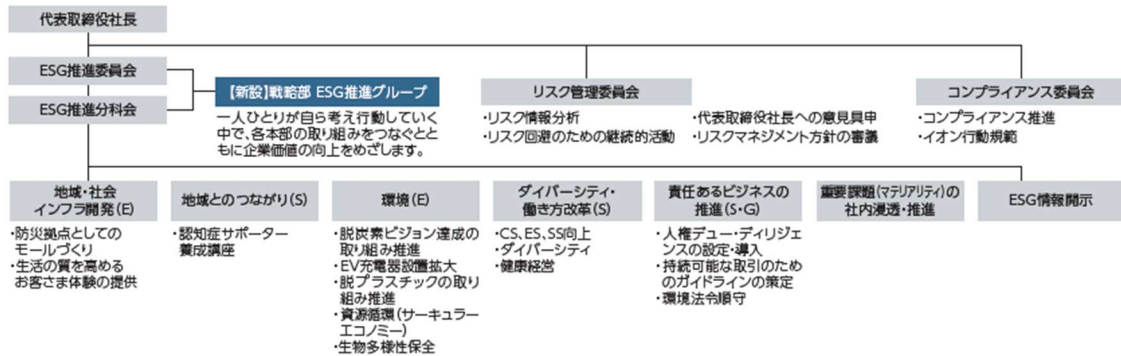 代表取締役社長
ESG推進委員会
ESG推進分科会
【新設】戦略部 ESG推進グループ
一人ひとりが自ら考え行動していく
中で、各本部の取り組みをつなぐとと
もに企業価値の向上をめざします。
リスク管理委員会
・リスク情報分析
・リスク回避のための継続的活動
・代表取締役社長への意見具申
・リスクマネジメント方針の審議
コンプライアンス委員会
・コンプライアンス推進
・イオン行動規範
地域・社会
インフラ開発(E)
・防災拠点としての
モールづくり
・生活の質を高める
お客さま体験の提供
地域とのつながり(S)
・認知症サポーター
養成講座
環境(E)
・脱炭素ビジョン達成の
取り組み推進
・EV充電器設置拡大
・脱プラスチックの取り
組み推進
・資源循環(サーキュラー
エコノミー)
・生物多様性保全
ダイバーシティ・
働き方改革(S)
・CS、ES、SS向上
・ダイバーシティ
・健康経営
責任あるビジネスの
推進(S・G)
・人権デュー・ディリジェ
ンスの設定・導入
・持続可能な取引のため
のガイドラインの策定
・環境法令順守
重要課題(マテリアリティ)の
社内浸透・推進
ESG情報開示